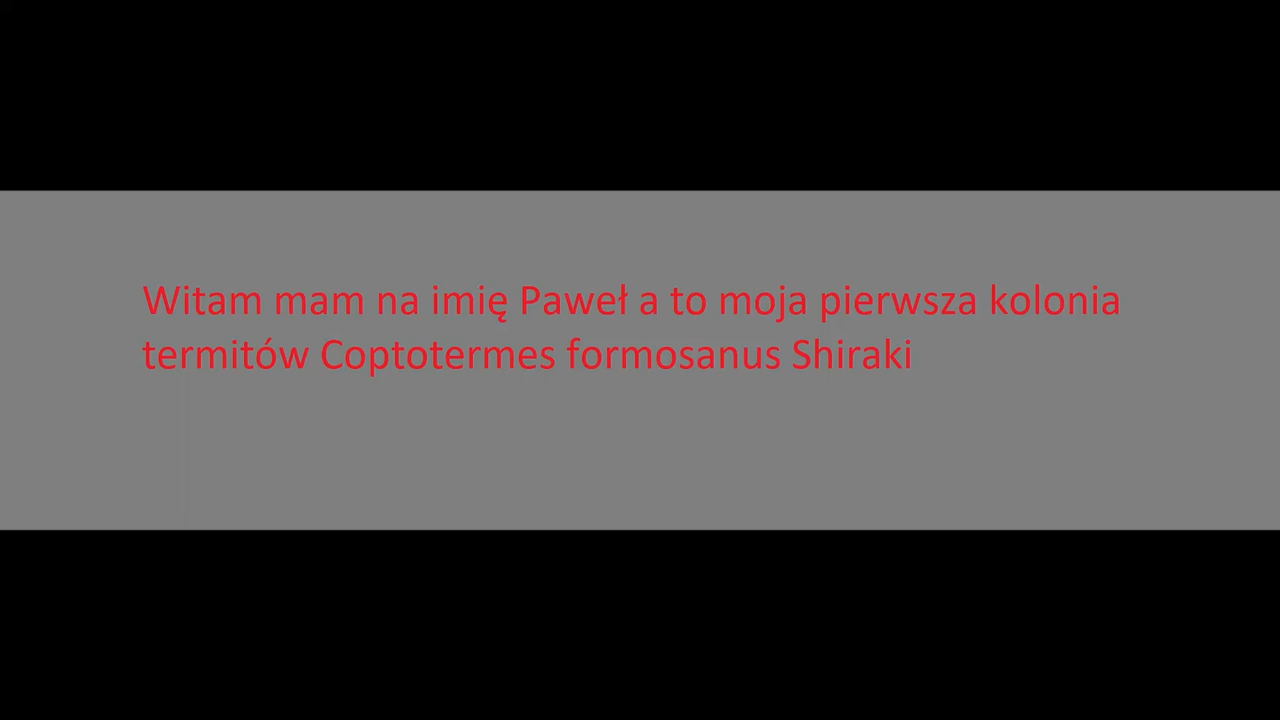 Witam mam na imię Paweł a to moja pierwsza kolonia
termitów Coptotermes formosanus Shiraki